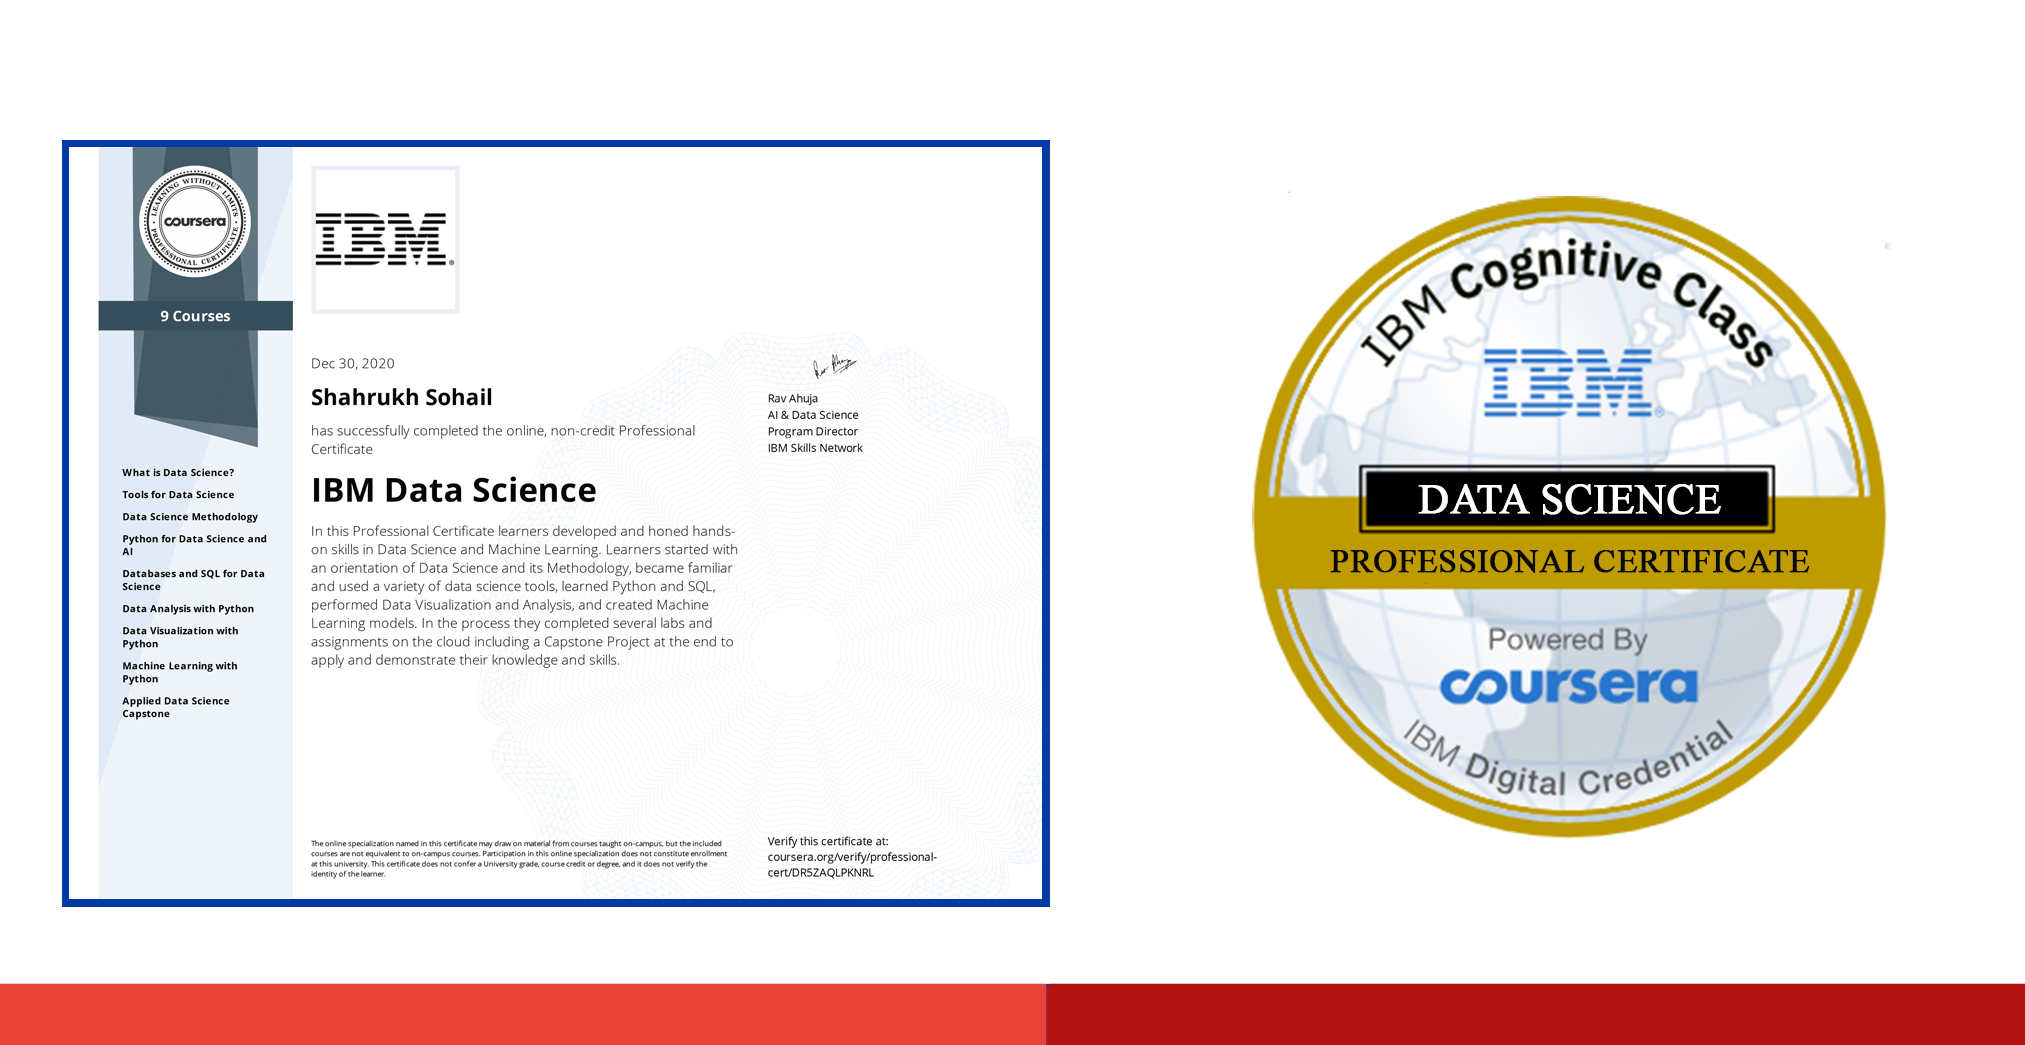 LEARNING WITHOUT LIMITS
coursera
PROFESSIONAL CERTIFICATE
9 Courses
What is Data Science?
Tools for Data Science
Data Science Methodology
Python for Data Science and
AI
Databases and SQL for Data
Science
Data Analysis with Python
Data Visualization with
Python
Machine Learning with
Python
Applied Data Science
Capstone
IBM®
Dec 30, 2020
Shahrukh Sohail
has successfully completed the online, non-credit Professional
Certificate
IBM Data Science
In this Professional Certificate learners developed and honed hands-
on skills in Data Science and Machine Learning. Learners started with
an orientation of Data Science and its Methodology, became familiar
and used a variety of data science tools, learned Python and SQL,
performed Data Visualization and Analysis, and created Machine
Learning models. In the process they completed several labs and
assignments on the cloud including a Capstone Project at the end to
apply and demonstrate their knowledge and skills.
The online specialization named in this certificate may draw on material from courses taught on-campus, but the included
courses are not equivalent to on-campus courses. Participation in this online specialization does not constitute enrollment
at this university. This certificate does not confer a University grade, course credit or degree, and it does not verify the
identity of the learner.
Rav Ahuja
Rav Ahuja
AI & Data Science
Program Director
IBM Skills Network
Verify this certificate at:
coursera.org/verify/professional-
cert/DR5ZAQLPKNRL
IBM Cognitive Class
IBM®
DATA SCIENCE
PROFESSIONAL CERTIFICATE
Powered By
coursera
IBM Digital Credential